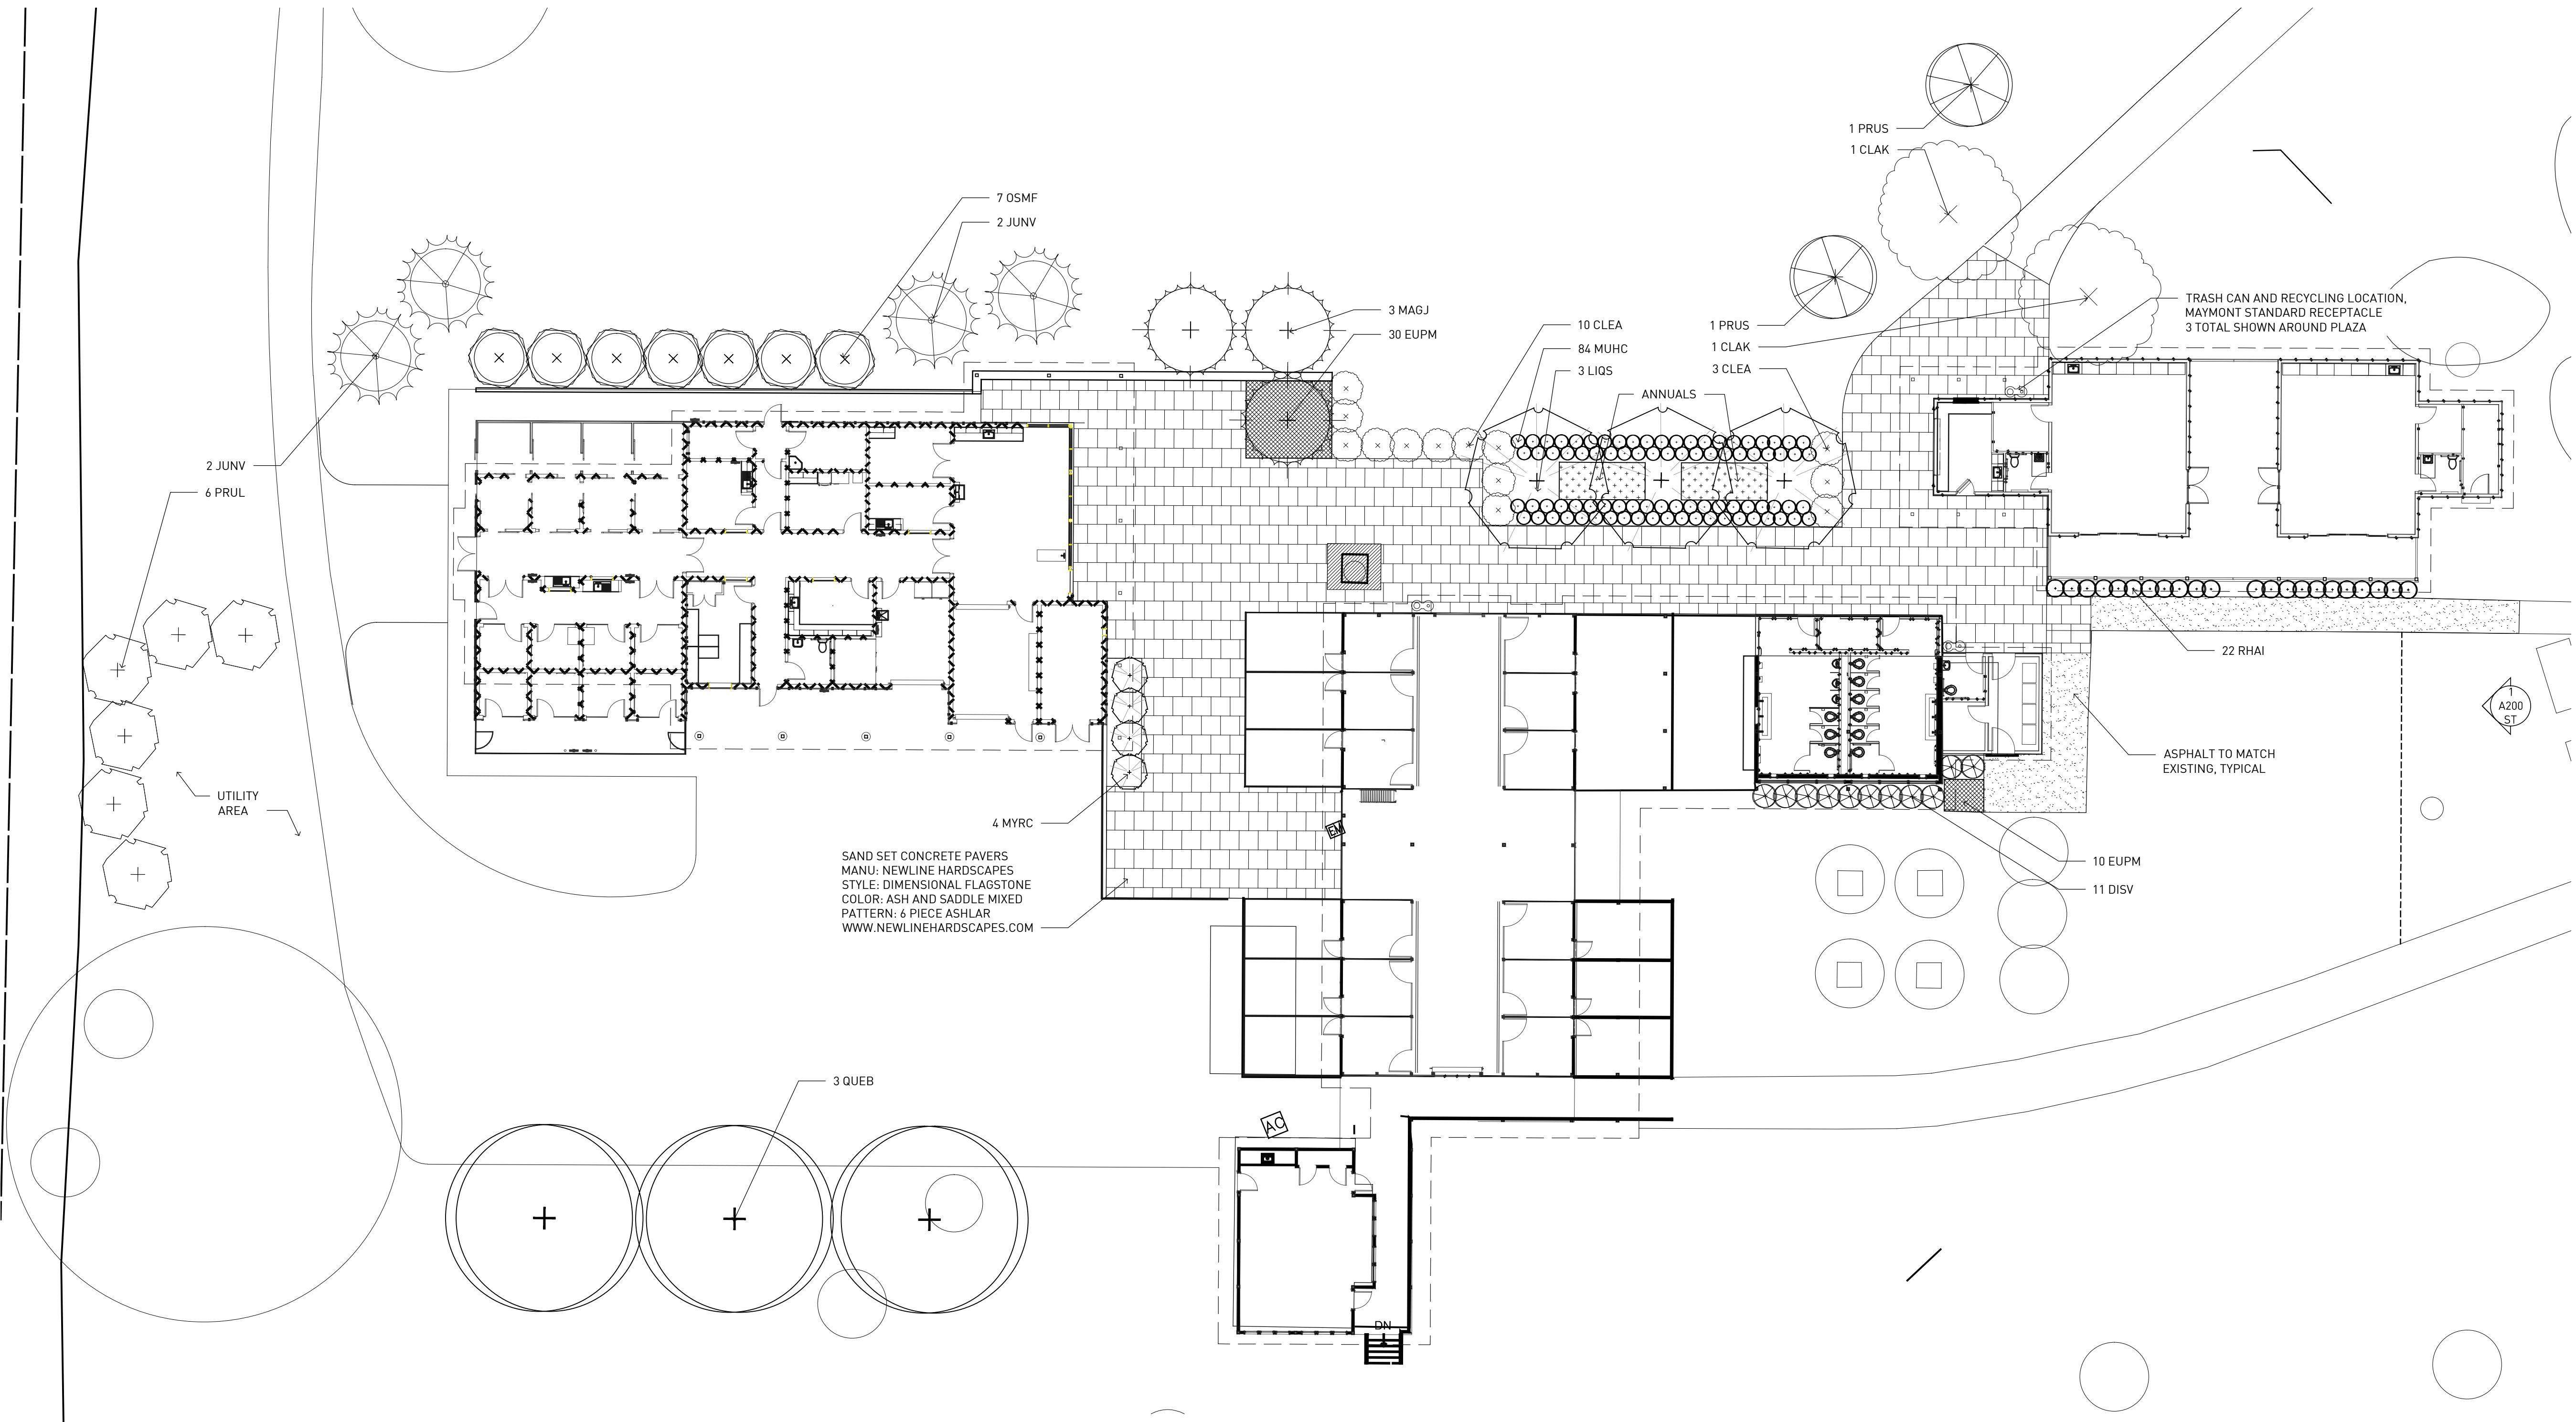 1 PRUS
1 CLAK
7 OSMF
2 JUNV
TRASH CAN AND RECYCLING LOCATION,
MAYMONT STANDARD RECEPTACLE
3 TOTAL SHOWN AROUND PLAZA
3 MAGJ
30 EUPM
10 CLEA
84 MUHC
3 LIQS
1 PRUS
1 CLAK
3 CLEA
ANNUALS
2 JUNV
6 PRUL
22 RHAI
1
A200
ST
ASPHALT TO MATCH
EXISTING, TYPICAL
UTILITY
AREA
4 MYRC
EM
SAND SET CONCRETE PAVERS
MANU: NEWLINE HARDSCAPES
STYLE: DIMENSIONAL FLAGSTONE
COLOR: ASH AND SADDLE MIXED
PATTERN: 6 PIECE ASHLAR
WWW.NEWLINEHARDSCAPES.COM
10 EUPM
11 DISV
3 QUEB
AC
DN